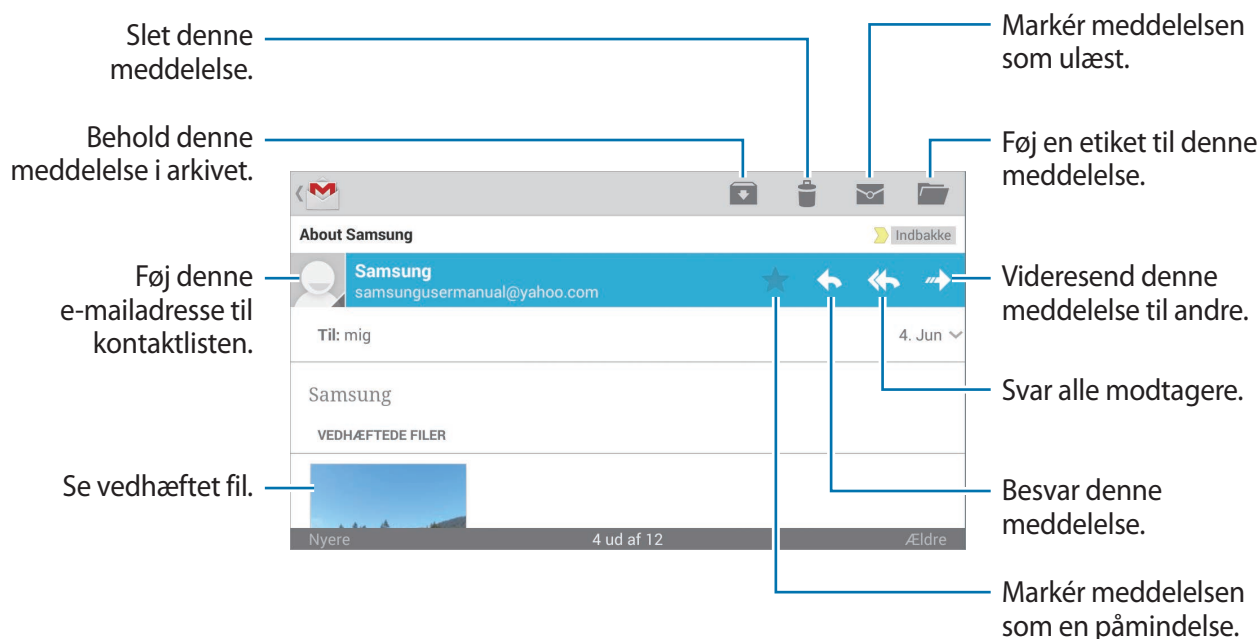 Slet denne
meddelelse.
Markér meddelelsen
som ulæst.
Behold denne
meddelelse i arkivet.
Føj en etiket til denne
meddelelse.
About Samsung
Indbakke
Føj denne
e-mailadresse til
kontaktlisten.
Samsung
samsungusermanual@yahoo.com
Videresend denne
meddelelse til andre.
Til: mig
4. Jun
Samsung
Svar alle modtagere.
VEDHÆFTEDE FILER
Se vedhæftet fil.
Besvar denne
meddelelse.
Nyere
4 ud af 12
Ældre
Markér meddelelsen
som en påmindelse.